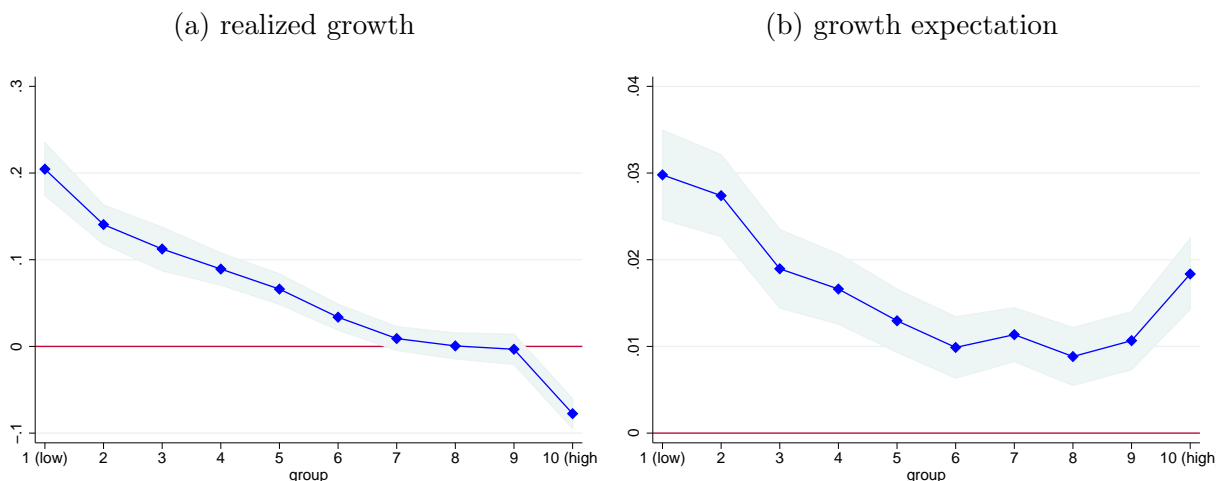 (a) realized growth
.3
.2
.1
0
-.1
1 (low) 2 3 4 5 6 7 8 9 10 (high
group
(b) growth expectation
.04
.03
.02
.01
0
1 (low) 2 3 4 5 6 7 8 9 10 (high
group